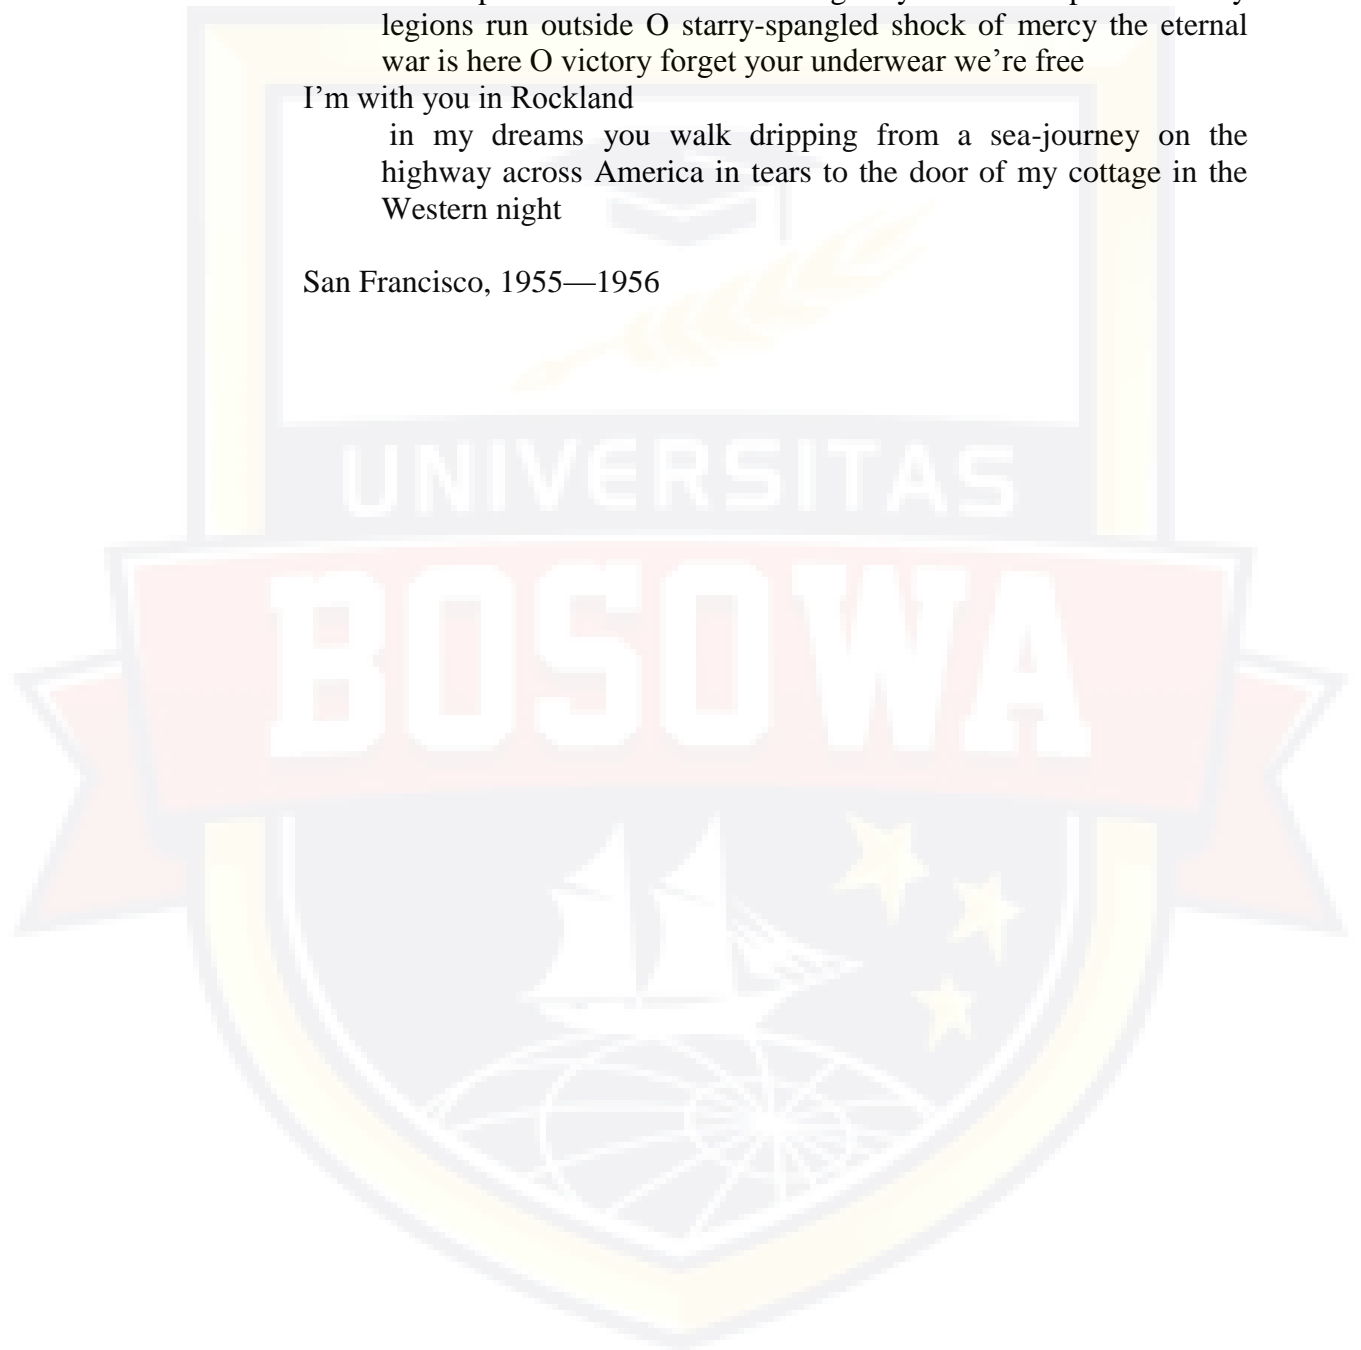 legions run outside O starry-spangled shock of mercy the eternal
war is here O victory forget your underwear we’re free
I’m with you in Rockland
in my dreams you walk dripping from a sea-journey on the
highway across America in tears to the door of my cottage in the
Western night
San Francisco, 1955—1956
UNIVERSITAS
BOSOWA